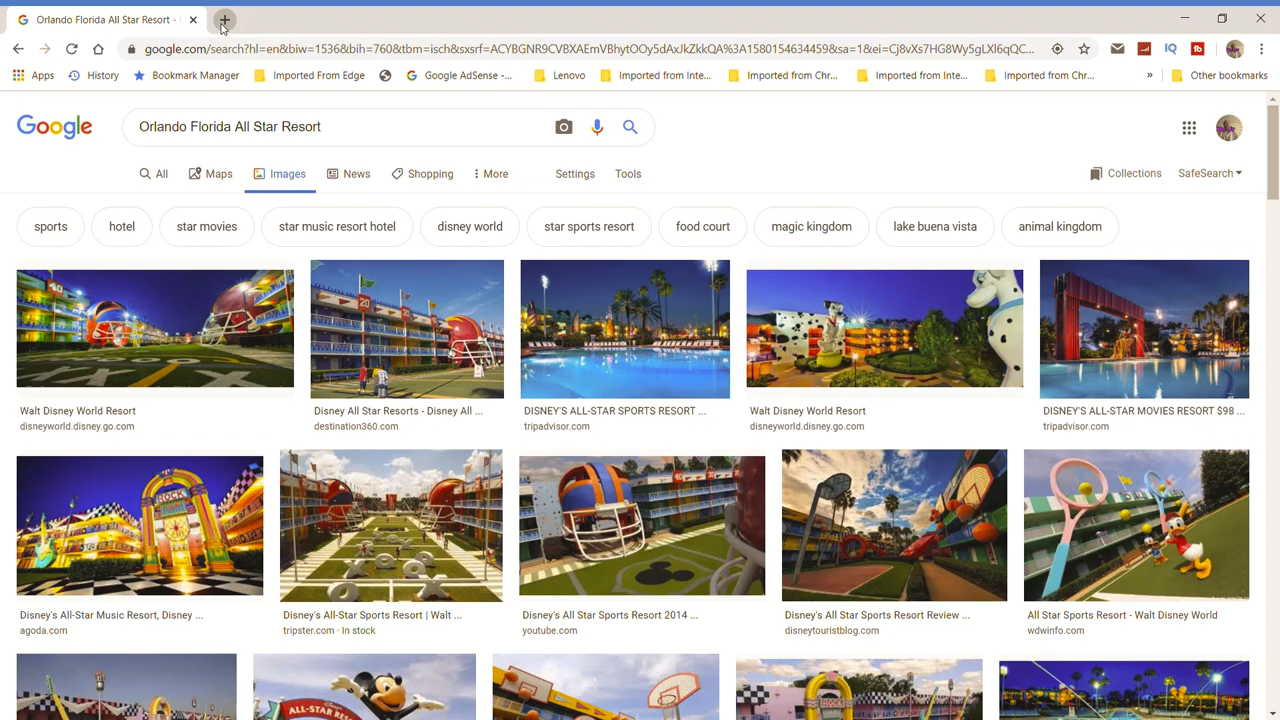 Orlando Florida All Star Resort -
google.com/search?hl=en&biw=1536&bih=760&tbm=isch&sxsrf=ACYBGNR9CVBXAEmVBhytOOy5dAxJkZkkQA%3A1580154634459&sa=1&ei=Cj8vXs7HG8Wy5gLXI6qQC...
Apps History Bookmark Manager Imported From Edge Google AdSense -... Lenovo Imported from Inte... Imported from Chr... Imported from Inte... Imported from Chr... » Other bookmarks
Google Orlando Florida All Star Resort
All Maps Images News Shopping More Settings Tools Collections SafeSearch
sports hotel star movies star music resort hotel disney world star sports resort food court magic kingdom lake buena vista animal kingdom
Walt Disney World Resort
disneyworld.disney.go.com
Disney All Star Resorts - Disney All ...
destination360.com
DISNEY'S ALL-STAR SPORTS RESORT ...
tripadvisor.com
Walt Disney World Resort
disneyworld.disney.go.com
DISNEY'S ALL-STAR MOVIES RESORT $98 ...
tripadvisor.com
Disney's All-Star Music Resort, Disney ...
agoda.com
Disney's All-Star Sports Resort | Walt ...
tripster.com · In stock
Disney's All Star Sports Resort 2014 ...
youtube.com
Disney's All Star Sports Resort Review ...
disneytouristblog.com
All Star Sports Resort - Walt Disney World
wdwinfo.com
ALL-STAR RES